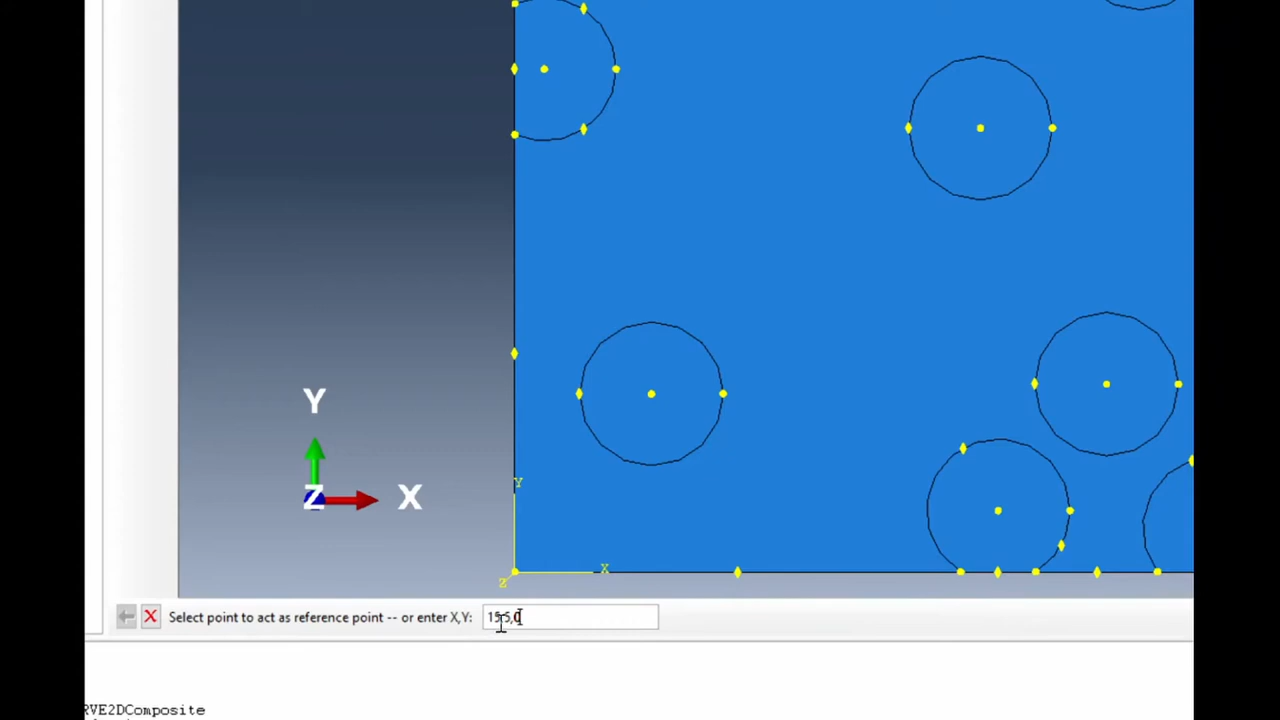 Y
Z X
Y
X
Z
Select point to act as reference point -- or enter X,Y:
RVE2DComposite